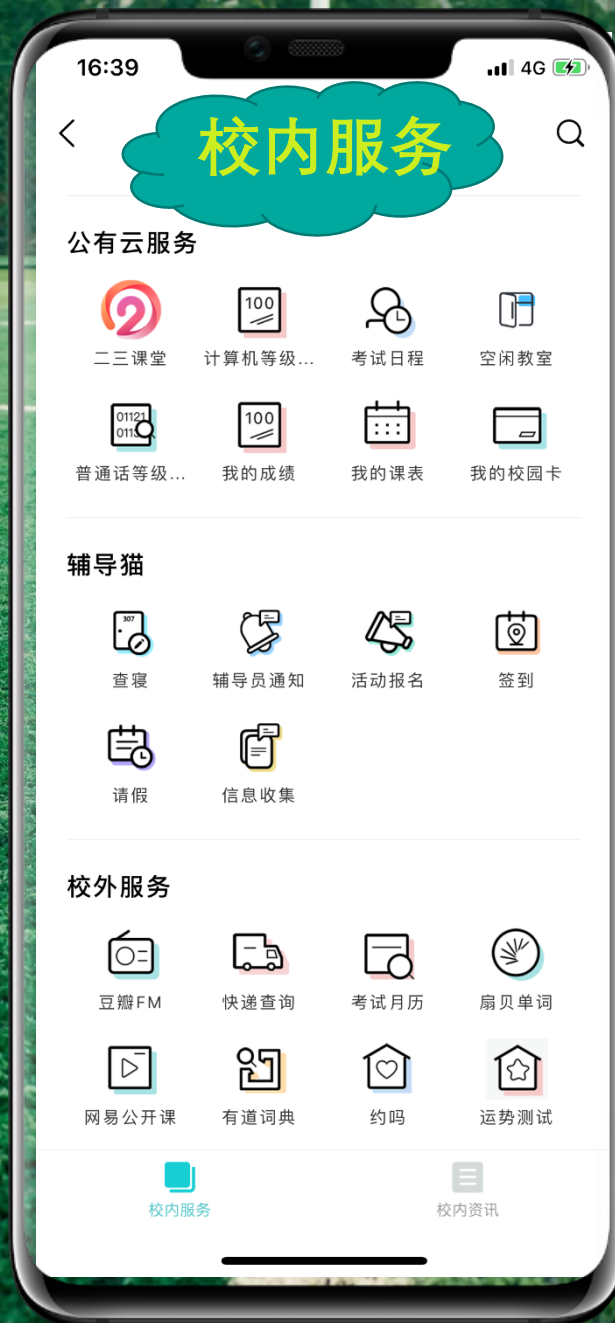 16:39
4G
校内服务
公有云服务
100
二三课堂 计算机等级... 考试日程 空闲教室
01121
100
普通话等级... 我的成绩 我的课表 我的校园卡
辅导猫
307
查寝 辅导员通知 活动报名 签到
请假 信息收集
校外服务
豆瓣FM 快递查询 考试月历 扇贝单词
网易公开课 有道词典 约吗 运势测试
校内服务 校内资讯